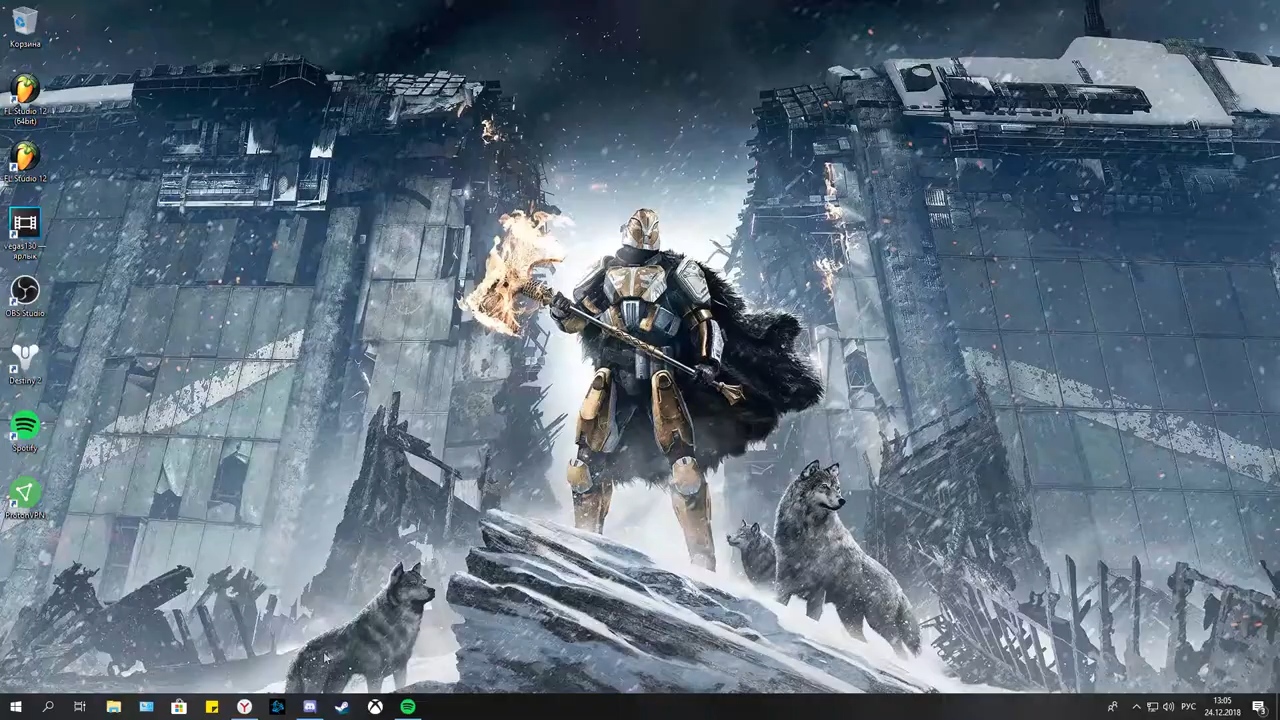 Корзина
FL Studio 12
(64bit)
FL Studio 12
vegas130 —
ярлык
OBS Studio
Destiny 2
Spotify
ProtonVPN
РУС
13:05
24.12.2018
3